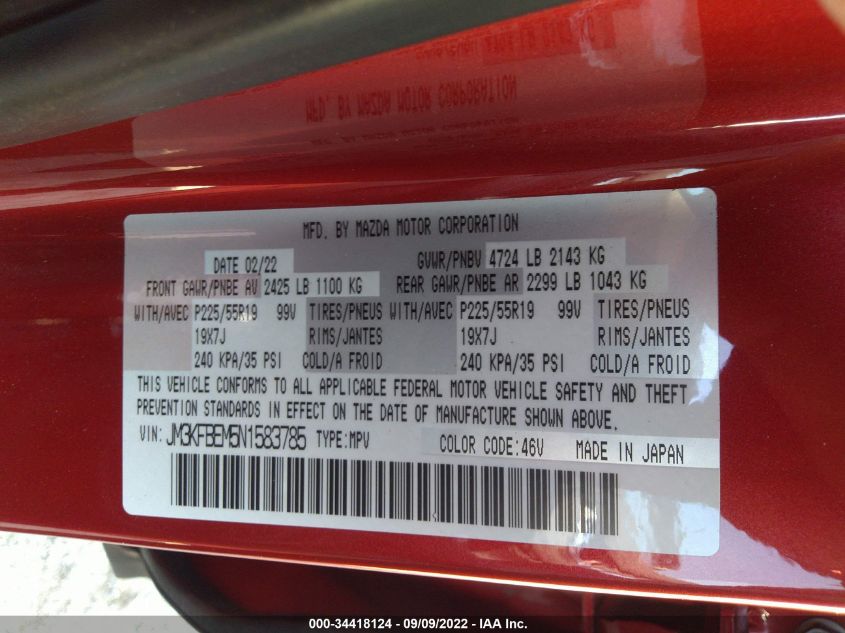 MFD. BY MAZDA MOTOR CORPORATION
MFD. BY MAZDA MOTOR CORPORATION
DATE 02/22 GVWR/PNBV 4724 LB 2143 KG
FRONT GAWR/PNBE AV 2425 LB 1100 KG REAR GAWR/PNBE AR 2299 LB 1043 KG
WITH/AVEC P225/55R19 99V TIRES/PNEUS WITH/AVEC P225/55R19 99V TIRES/PNEUS
19X7J RIMS/JANTES 19X7J RIMS/JANTES
240 KPA/35 PSI COLD/A FROID 240 KPA/35 PSI COLD/A FROID
THIS VEHICLE CONFORMS TO ALL APPLICABLE FEDERAL MOTOR VEHICLE SAFETY AND THEFT
PREVENTION STANDARDS IN EFFECT ON THE DATE OF MANUFACTURE SHOWN ABOVE.
VIN: JM3KFBEM5N1583785 TYPE:MPV COLOR CODE:46V MADE IN JAPAN
000-34418124 - 09/09/2022 - IAA Inc.